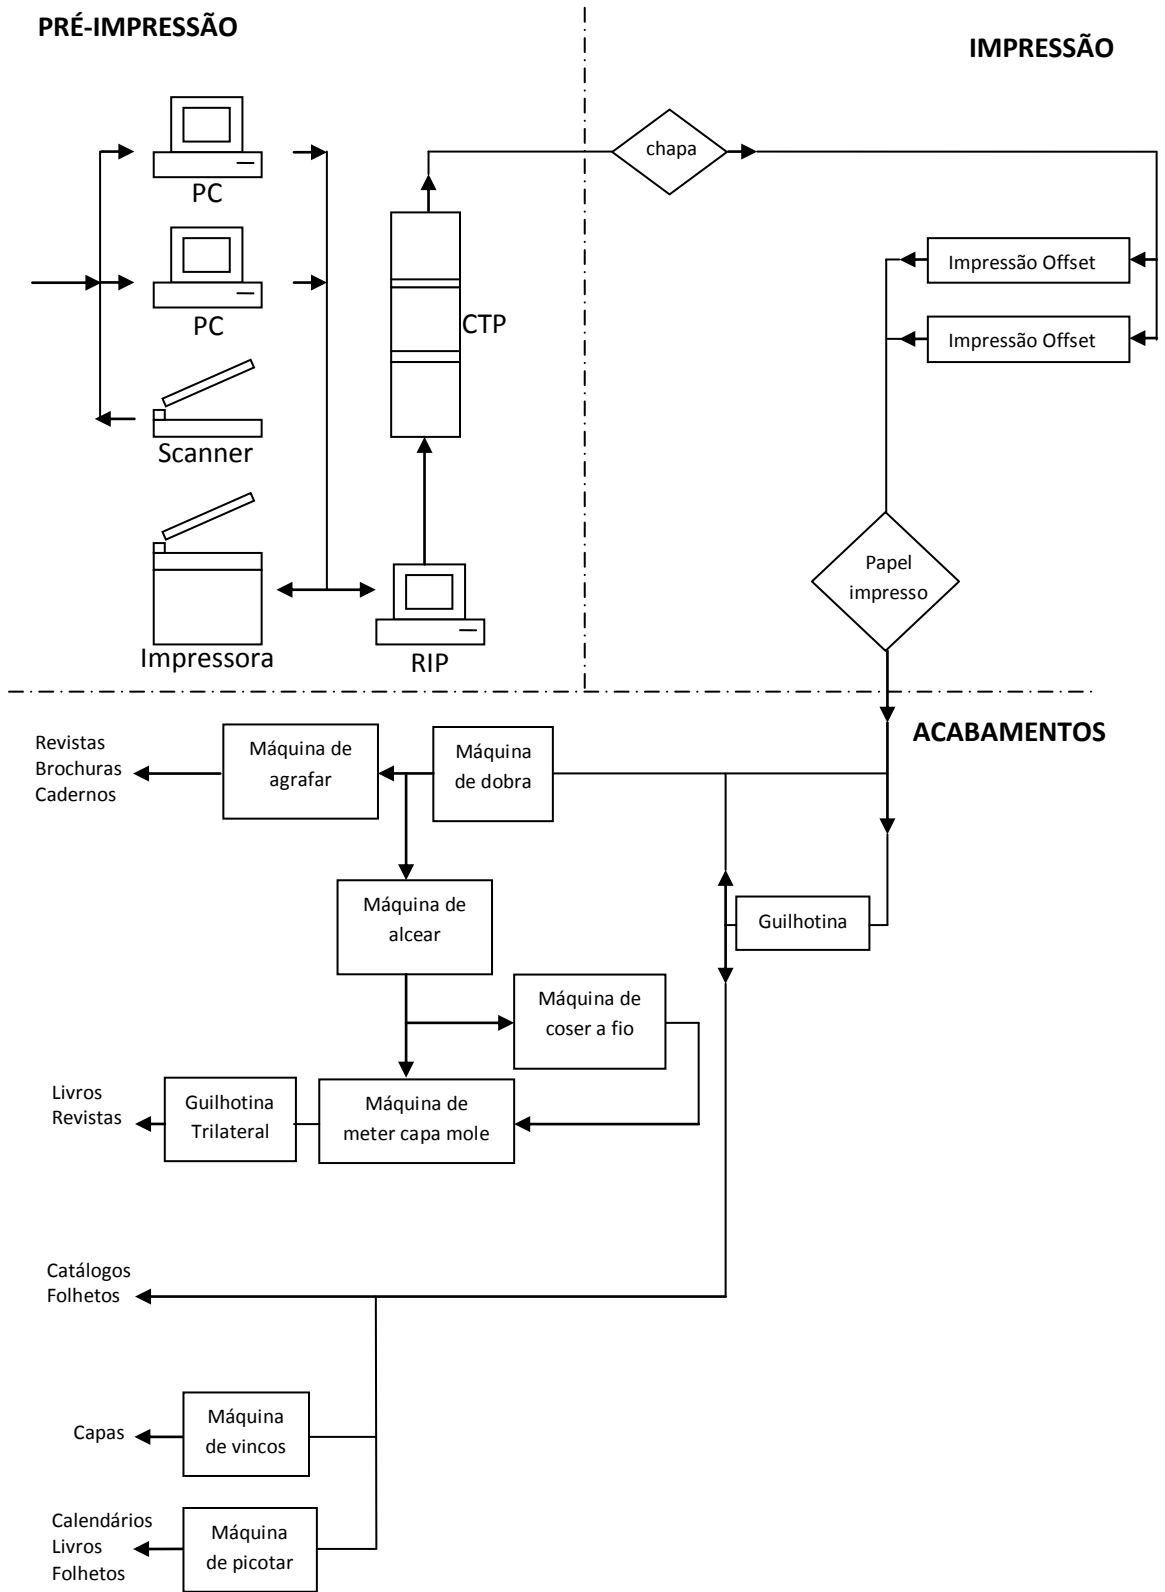 PRÉ-IMPRESSÃO
IMPRESSÃO
PC
chapa
PC
CTP
Impressão Offset
Impressão Offset
Scanner
Papel
impresso
Impressora
RIP
ACABAMENTOS
Revistas
Brochuras
Cadernos
Máquina de
agrafar
Máquina
de dobra
Máquina de
alcear
Guilhotina
Máquina de
coser a fio
Livros
Revistas
Guilhotina
Trilateral
Máquina de
meter capa mole
Catálogos
Folhetos
Capas
Máquina
de vincos
Calendários
Livros
Folhetos
Máquina
de picotar